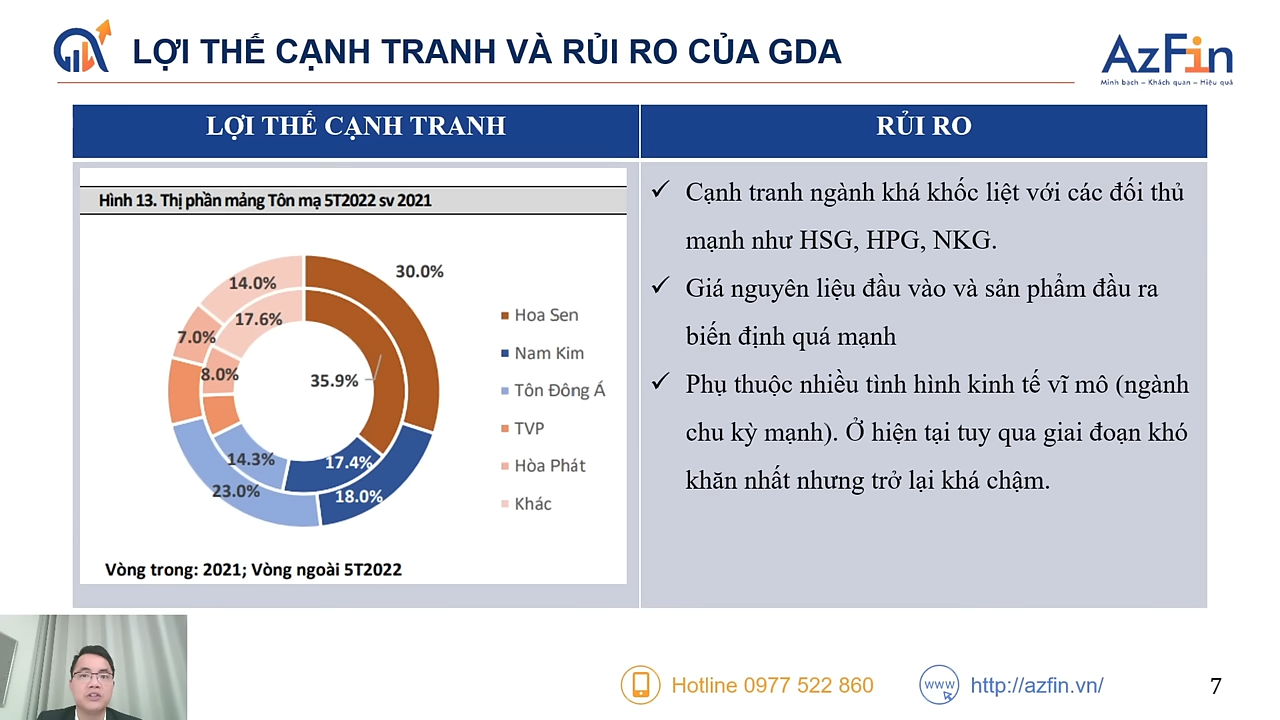 LỢI THẾ CẠNH TRANH VÀ RỦI RO CỦA GDA
AzFin
Minh bạch – Khách quan – Hiệu quả
LỢI THẾ CẠNH TRANH
RỦI RO
Hình 13. Thị phần mảng Tôn mạ 5T2022 sv 2021
30.0%
14.0%
17.6%
7.0%
8.0%
35.9%
14.3%
17.4%
23.0%
18.0%
Hoa Sen
Nam Kim
Tôn Đông Á
TVP
Hòa Phát
Khác
Vòng trong: 2021; Vòng ngoài 5T2022
✓ Cạnh tranh ngành khá khốc liệt với các đối thủ
mạnh như HSG, HPG, NKG.
✓ Giá nguyên liệu đầu vào và sản phẩm đầu ra
biến định quá mạnh
✓ Phụ thuộc nhiều tình hình kinh tế vĩ mô (ngành
chu kỳ mạnh). Ở hiện tại tuy qua giai đoạn khó
khăn nhất nhưng trở lại khá chậm.
Hotline 0977 522 860
www
http://azfin.vn/
7